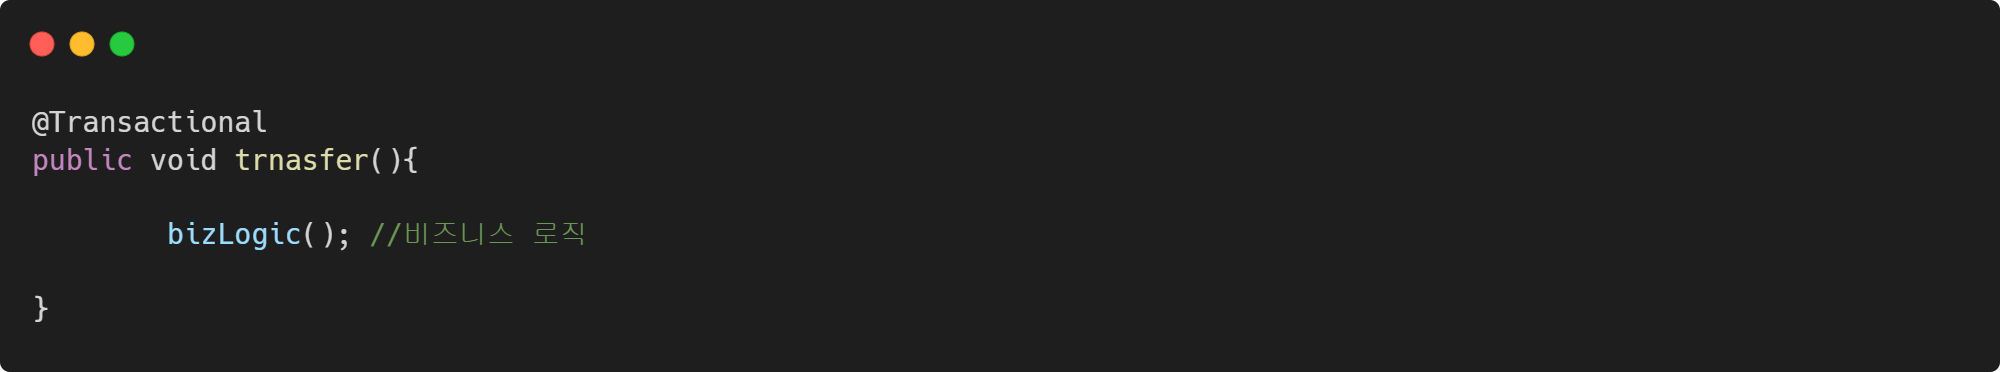 @Transactional
public void trnasfer(){
bizLogic(); //비즈니스 로직
}